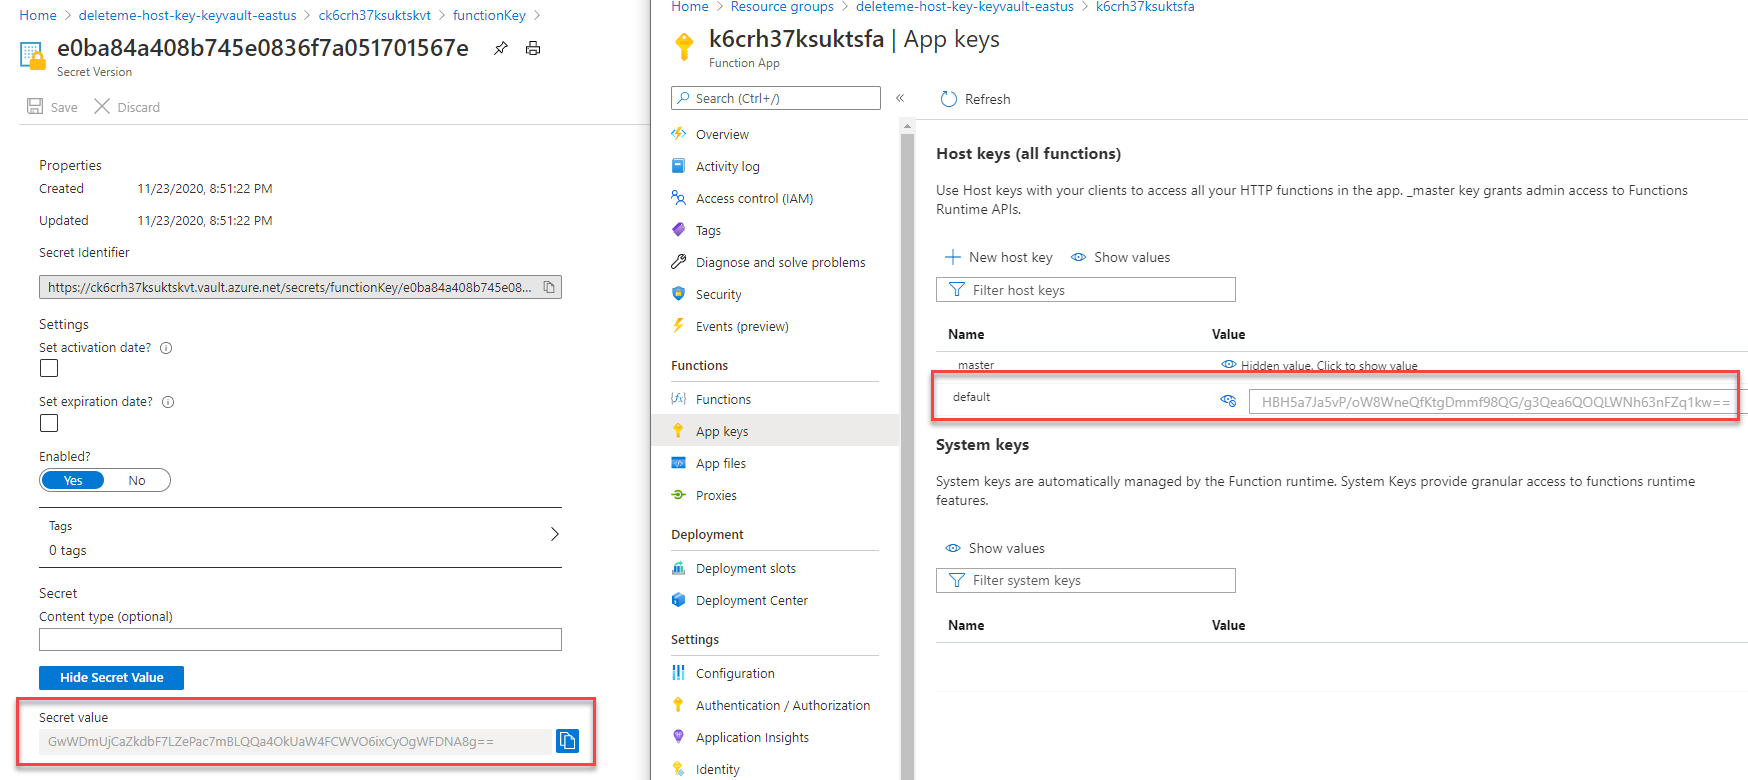 Home > deleteme-host-key-keyvault-eastus > ck6crh37ksuktskvt > functionKey >
e0ba84a408b745e0836f7a051701567e
Secret Version
Save Discard
Properties
Created 11/23/2020, 8:51:22 PM
Updated 11/23/2020, 8:51:22 PM
Secret Identifier
https://ck6crh37ksuktskvt.vault.azure.net/secrets/functionKey/e0ba84a408b745e08...
Settings
Set activation date?
Set expiration date?
Enabled?
Yes No
Tags
0 tags
Secret
Content type (optional)
Hide Secret Value
Secret value
GwWDmUjCaZkdbF7LZePac7mBLQQa4OkUaW4FCWVO6ixCyOgWFDNA8g==
Home > Resource groups > deleteme-host-key-keyvault-eastus > k6crh37ksuktsfa
k6crh37ksuktsfa | App keys
Function App
Search (Ctrl+/)
«
Overview
Activity log
Access control (IAM)
Tags
Diagnose and solve problems
Security
Events (preview)
Functions
Functions
App keys
App files
Proxies
Deployment
Deployment slots
Deployment Center
Settings
Configuration
Authentication / Authorization
Application Insights
Identity
Refresh
Host keys (all functions)
Use Host keys with your clients to access all your HTTP functions in the app. _master key grants admin access to Functions
Runtime APIs.
New host key Show values
Filter host keys
Name Value
_master Hidden value. Click to show value
default HBH5a7Ja5vP/oW8WneQfKtgDmmf98QG/g3Qea6QOQLWNh63nFZq1kw==
System keys
System keys are automatically managed by the Function runtime. System Keys provide granular access to functions runtime
features.
Show values
Filter system keys
Name Value